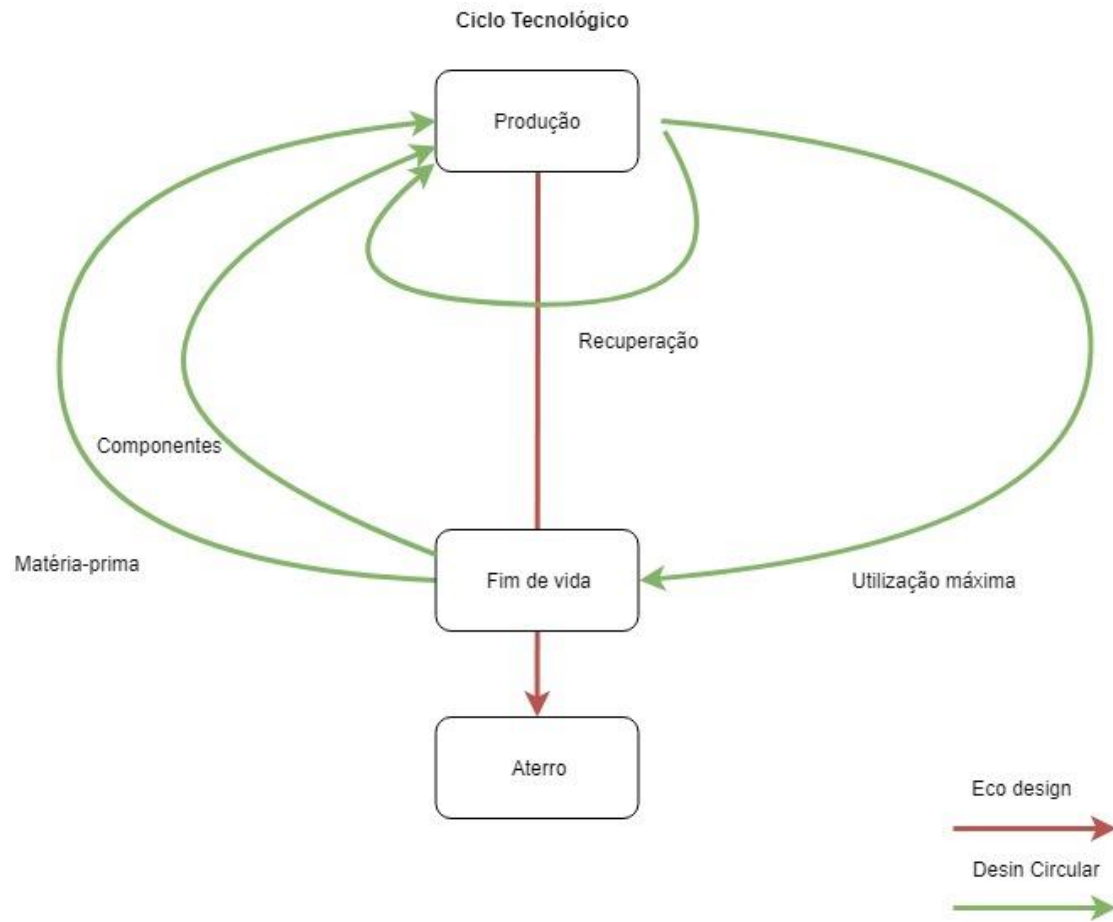 Ciclo Tecnológico
Produção
Recuperação
Componentes
Matéria-prima
Fim de vida
Utilização máxima
Aterro
Eco design
Desin Circular